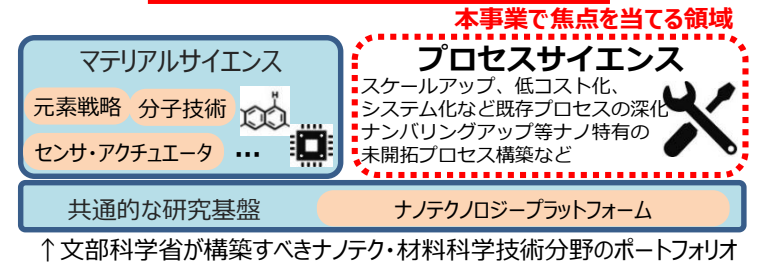 本事業で焦点を当てる領域
マテリアルサイエンス
元素戦略 分子技術
センサ・アクチュエータ …
H
プロセスサイエンス
スケールアップ、低コスト化、
システム化など既存プロセスの深化
ナンバリングアップ等ナノ特有の
未開拓プロセス構築など
共通的な研究基盤 ナノテクノロジープラットフォーム
↑文部科学省が構築すべきナノテク・材料科学技術分野のポートフォリオ